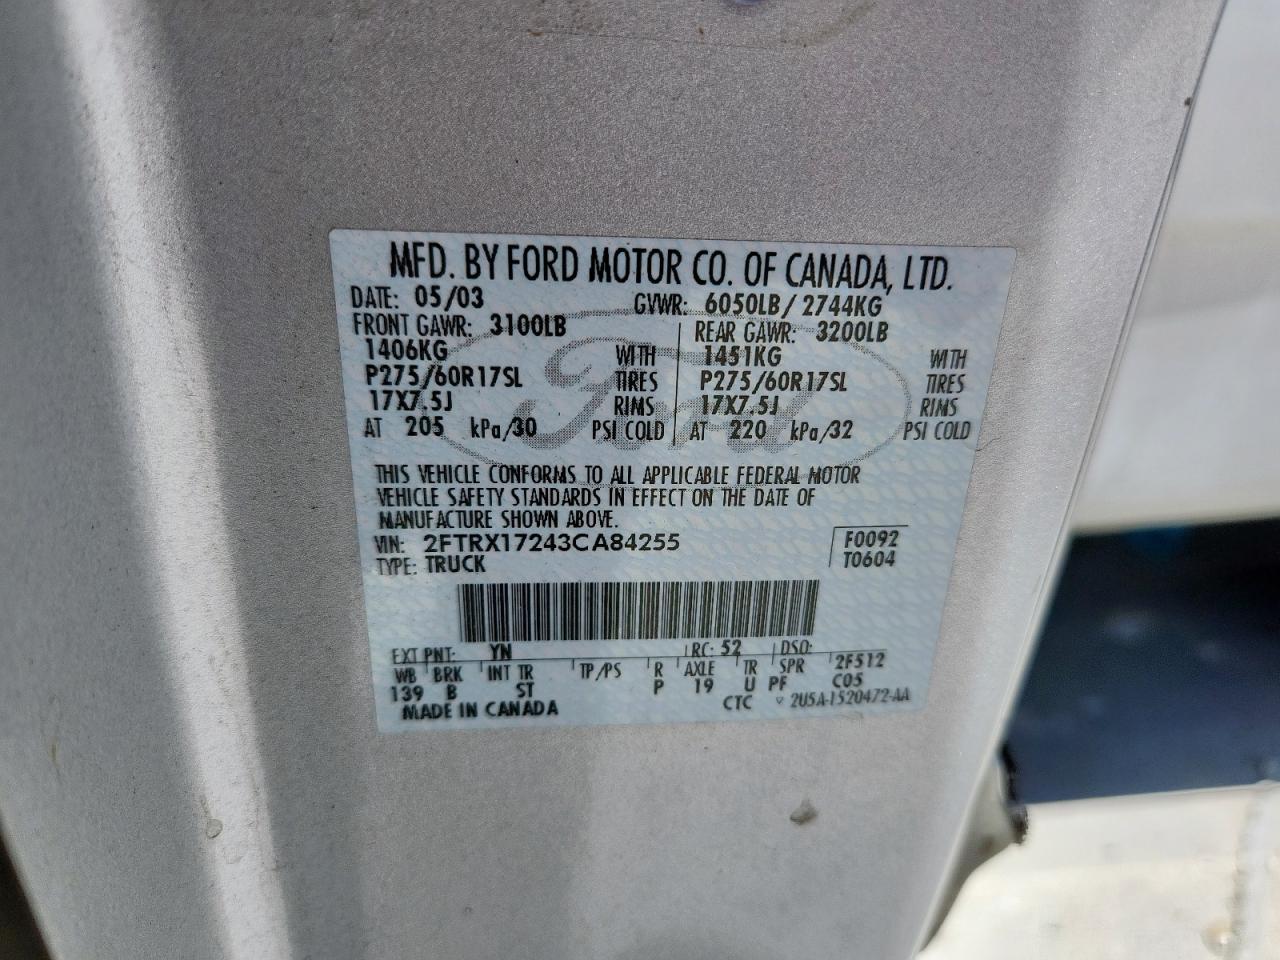 MFD. BY FORD MOTOR CO. OF CANADA, LTD.
DATE: 05/03 GVWR: 6050LB/ 2744KG
FRONT GAWR: 3100LB REAR GAWR: 3200LB
1406KG WITH 1451KG WITH
P275/60R17SL TIRES P275/60R17SL TIRES
17X7.5J RIMS 17X7.5J RIMS
AT 205 kPa/30 PSI COLD AT 220 kPa/32 PSI COLD
Ford
THIS VEHICLE CONFORMS TO ALL APPLICABLE FEDERAL MOTOR
VEHICLE SAFETY STANDARDS IN EFFECT ON THE DATE OF
MANUFACTURE SHOWN ABOVE.
VIN: 2FTRX17243CA84255 F0092
TYPE: TRUCK T0604
EXT PNT: YN RC: 52 DSO:
WB BRK INT TR TP/PS R AXLE TR SPR 2F512
139 B ST P 19 U PF C05
MADE IN CANADA CTC ▽ 2U5A-1520472-AA